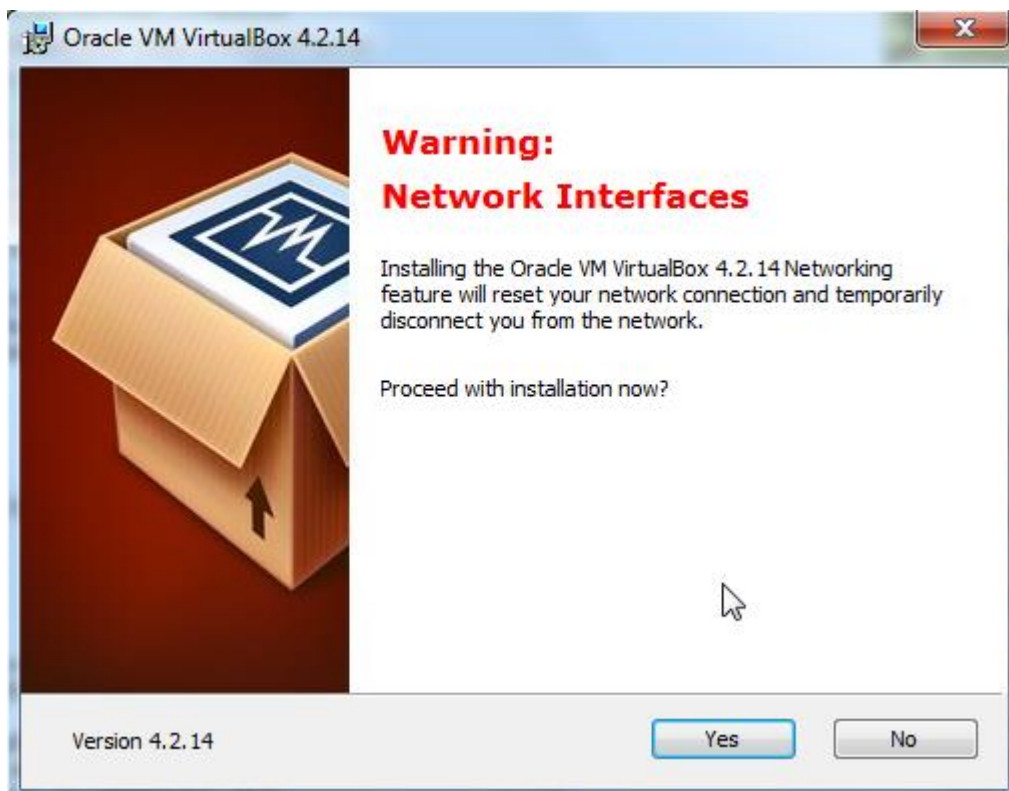 Oracle VM VirtualBox 4.2.14
Warning:
Network Interfaces
Installing the Oracle VM VirtualBox 4.2.14 Networking
feature will reset your network connection and temporarily
disconnect you from the network.
Proceed with installation now?
Version 4.2.14
Yes
No